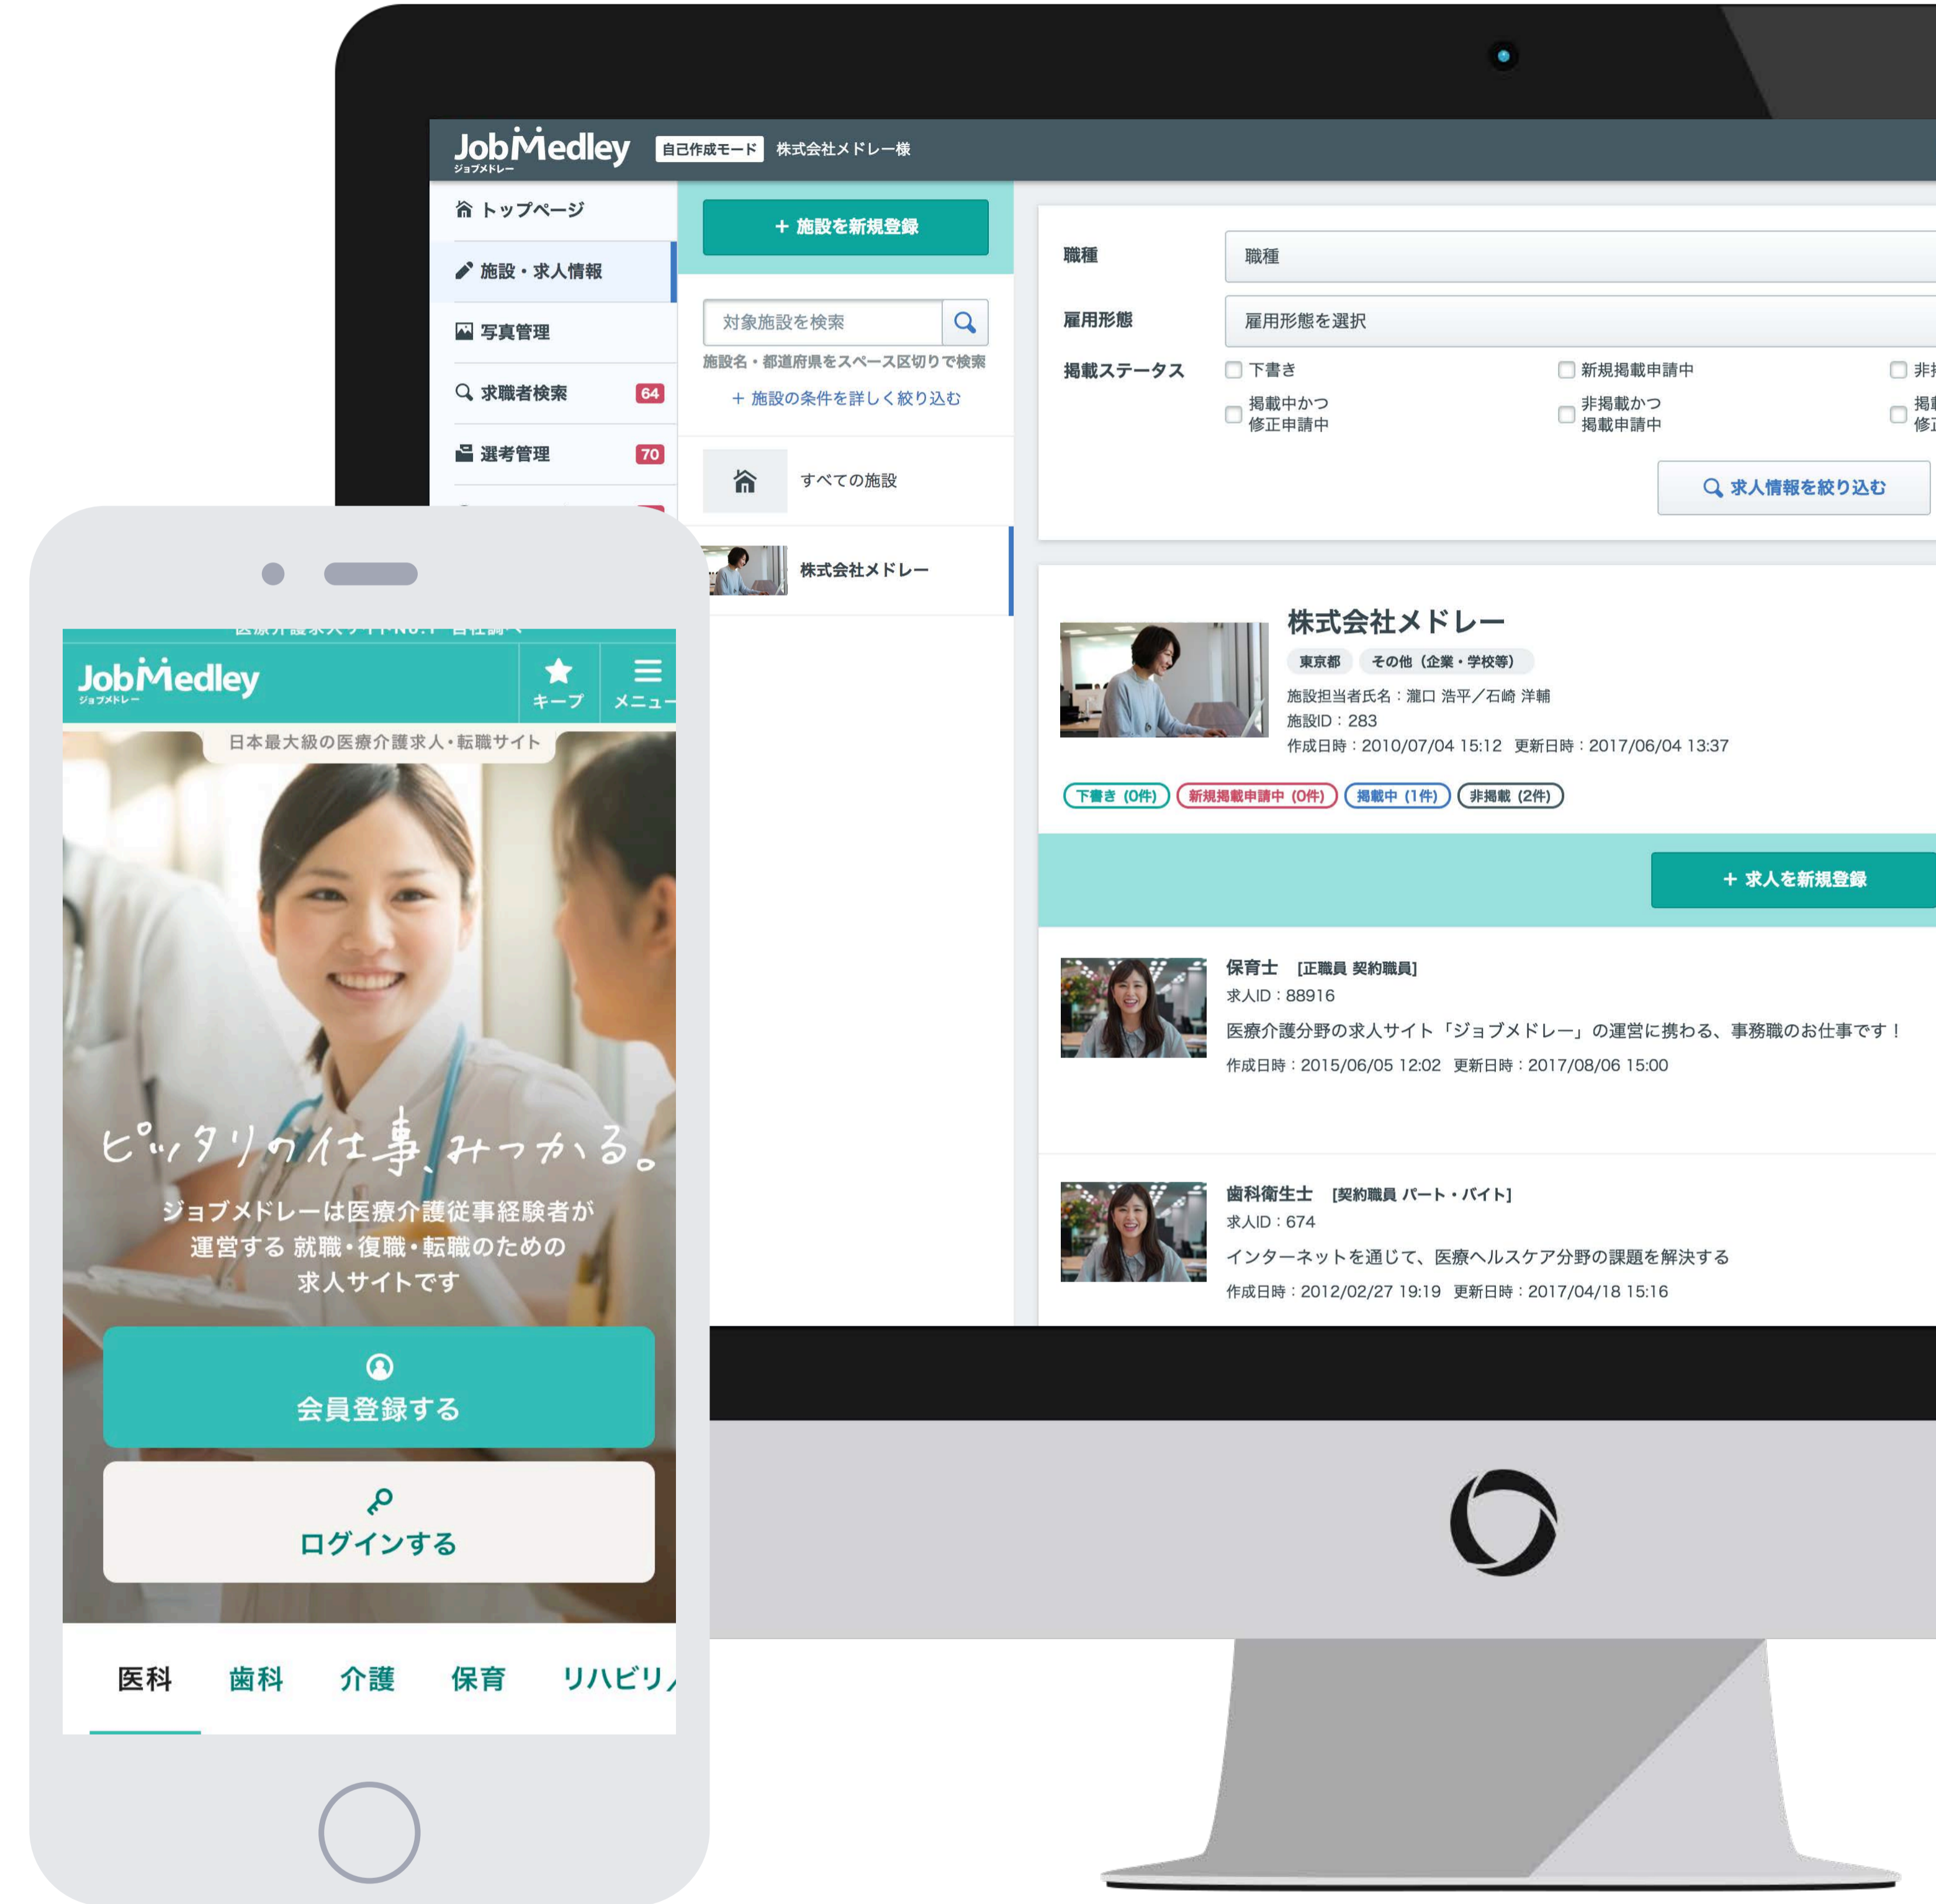 JobMedley
ジョブメドレー
自己作成モード 株式会社メドレー様
トップページ
施設・求人情報
写真管理
求職者検索 64
選考管理 70
+ 施設を新規登録
対象施設を検索
施設名・都道府県をスペース区切りで検索
+ 施設の条件を詳しく絞り込む
すべての施設
株式会社メドレー
職種 職種
雇用形態 雇用形態を選択
掲載ステータス
下書き
新規掲載申請中
掲載中かつ
修正申請中
非掲載かつ
掲載申請中
求人情報を絞り込む
株式会社メドレー
東京都 その他（企業・学校等）
施設担当者氏名：瀧口 浩平／石崎 洋輔
施設ID：283
作成日時：2010/07/04 15:12 更新日時：2017/06/04 13:37
下書き (0件) 新規掲載申請中 (0件) 掲載中 (1件) 非掲載 (2件)
+ 求人を新規登録
保育士 [正職員 契約職員]
求人ID：88916
医療介護分野の求人サイト「ジョブメドレー」の運営に携わる、事務職のお仕事です！
作成日時：2015/06/05 12:02 更新日時：2017/08/06 15:00
歯科衛生士 [契約職員 パート・バイト]
求人ID：674
インターネットを通じて、医療ヘルスケア分野の課題を解決する
作成日時：2012/02/27 19:19 更新日時：2017/04/18 15:16
JobMedley
ジョブメドレー
キープ
メニュー
日本最大級の医療介護求人・転職サイト
ピッタリの仕事、みつかる。
ジョブメドレーは医療介護従事経験者が
運営する 就職・復職・転職のための
求人サイトです
会員登録する
ログインする
医科 歯科 介護 保育 リハビリ